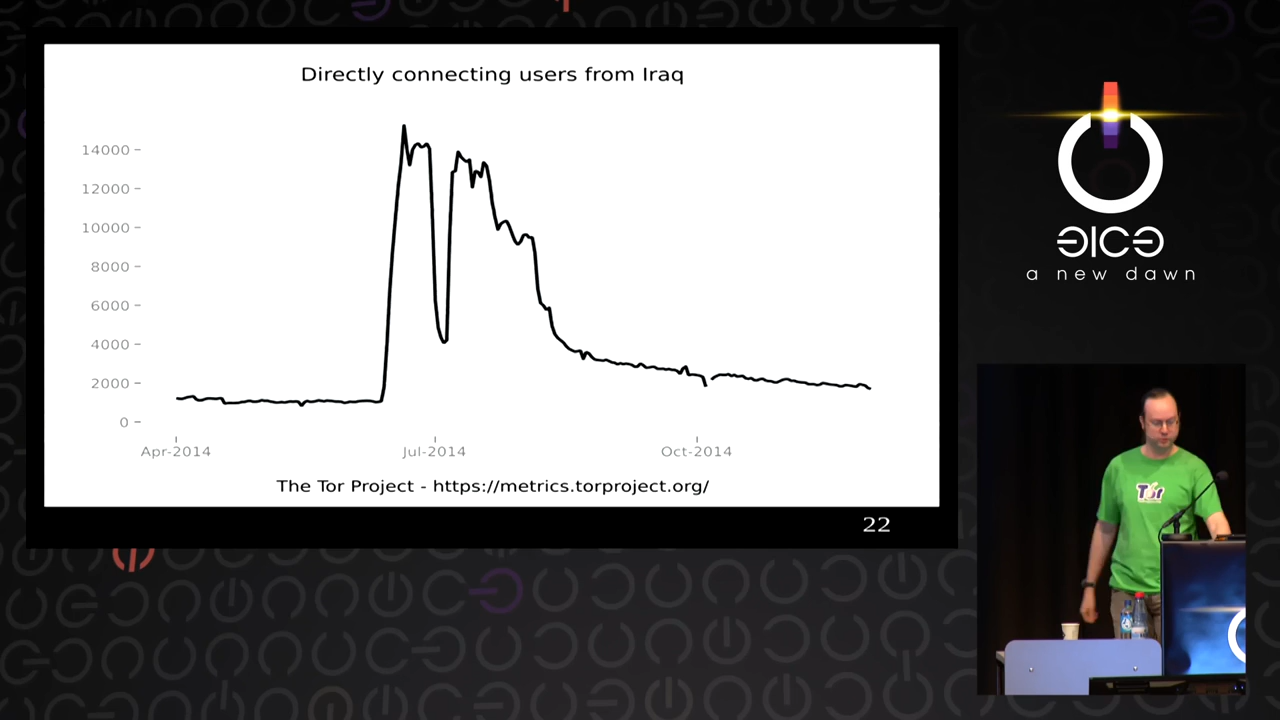 Directly connecting users from Iraq
14000
12000
10000
8000
6000
4000
2000
0
Apr-2014
Jul-2014
Oct-2014
The Tor Project - https://metrics.torproject.org/
22
a new dawn
Tor